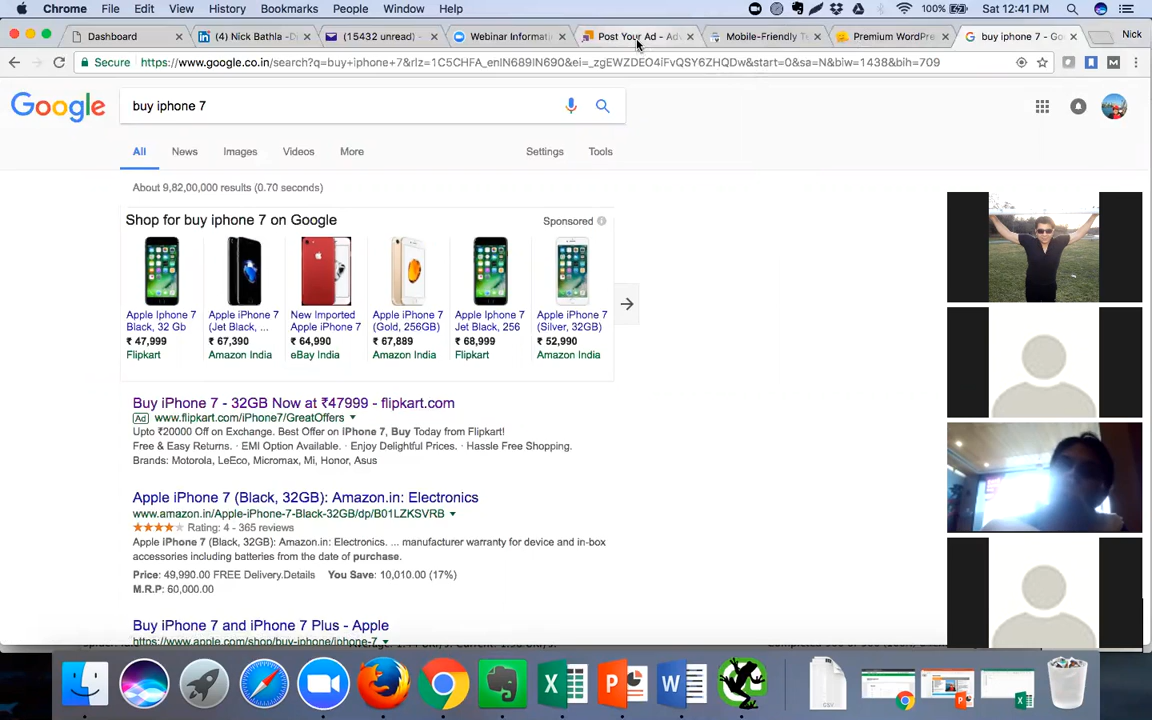 Chrome File Edit View History Bookmarks People Window Help 100% Sat 12:41 PM
Dashboard (4) Nick Bathla - Di (15432 unread) - Webinar Informati Post Your Ad - Adv Mobile-Friendly T Premium WordPre buy iphone 7 - Go Nick
Secure https://www.google.co.in/search?q=buy+iphone+7&rlz=1C5CHFA_enIN689IN690&ei=_zgEWZDEO4iFvQSY6ZHQDw&start=0&sa=N&biw=1438&bih=709
Google buy iphone 7
All News Images Videos More Settings Tools
About 9,82,00,000 results (0.70 seconds)
Shop for buy iphone 7 on Google Sponsored
Apple Iphone 7 Apple iPhone 7 New Imported Apple iPhone 7 Apple Iphone 7 Apple iPhone 7
Black, 32 Gb (Jet Black, ... Apple iPhone 7 (Gold, 256GB) Jet Black, 256 (Silver, 32GB)
₹ 47,999 ₹ 67,390 ₹ 64,990 ₹ 67,889 ₹ 68,999 ₹ 52,990
Flipkart Amazon India eBay India Amazon India Flipkart Amazon India
Buy iPhone 7 - 32GB Now at ₹47999 - flipkart.com
Ad www.flipkart.com/iPhone7/GreatOffers
Upto ₹20000 Off on Exchange. Best Offer on iPhone 7, Buy Today from Flipkart!
Free & Easy Returns. · EMI Option Available. · Enjoy Delightful Prices. · Hassle Free Shopping.
Brands: Motorola, LeEco, Micromax, Mi, Honor, Asus
Apple iPhone 7 (Black, 32GB): Amazon.in: Electronics
www.amazon.in/Apple-iPhone-7-Black-32GB/dp/B01LZKSVRB
Rating: 4 - 365 reviews
Apple iPhone 7 (Black, 32GB): Amazon.in: Electronics. ... manufacturer warranty for device and in-box
accessories including batteries from the date of purchase.
Price: 49,990.00 FREE Delivery.Details You Save: 10,010.00 (17%)
M.R.P: 60,000.00
Buy iPhone 7 and iPhone 7 Plus - Apple
https://www.apple.com/shop/buy-iphone/iphone-7